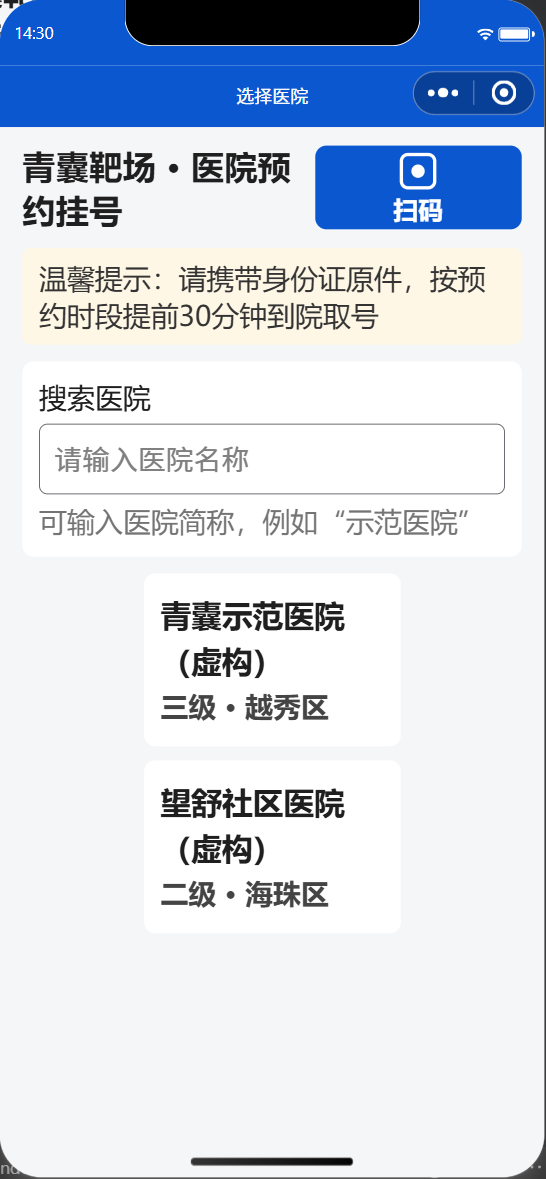 14:30
选择医院
青囊靶场·医院预
约挂号
扫码
温馨提示：请携带身份证原件，按预
约时段提前30分钟到院取号
搜索医院
请输入医院名称
可输入医院简称，例如“示范医院”
青囊示范医院
（虚构）
三级·越秀区
望舒社区医院
（虚构）
二级·海珠区